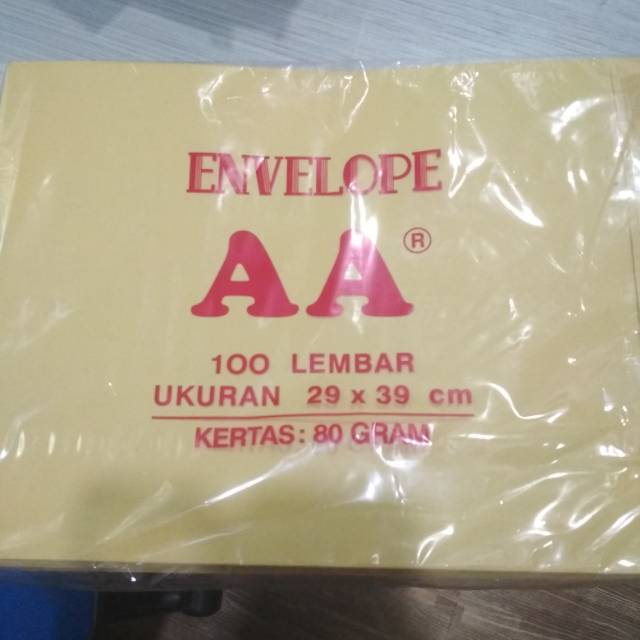 ENVELOPE
AA ®
100 LEMBAR
UKURAN 29 x 39 cm
KERTAS: 80 GRAM